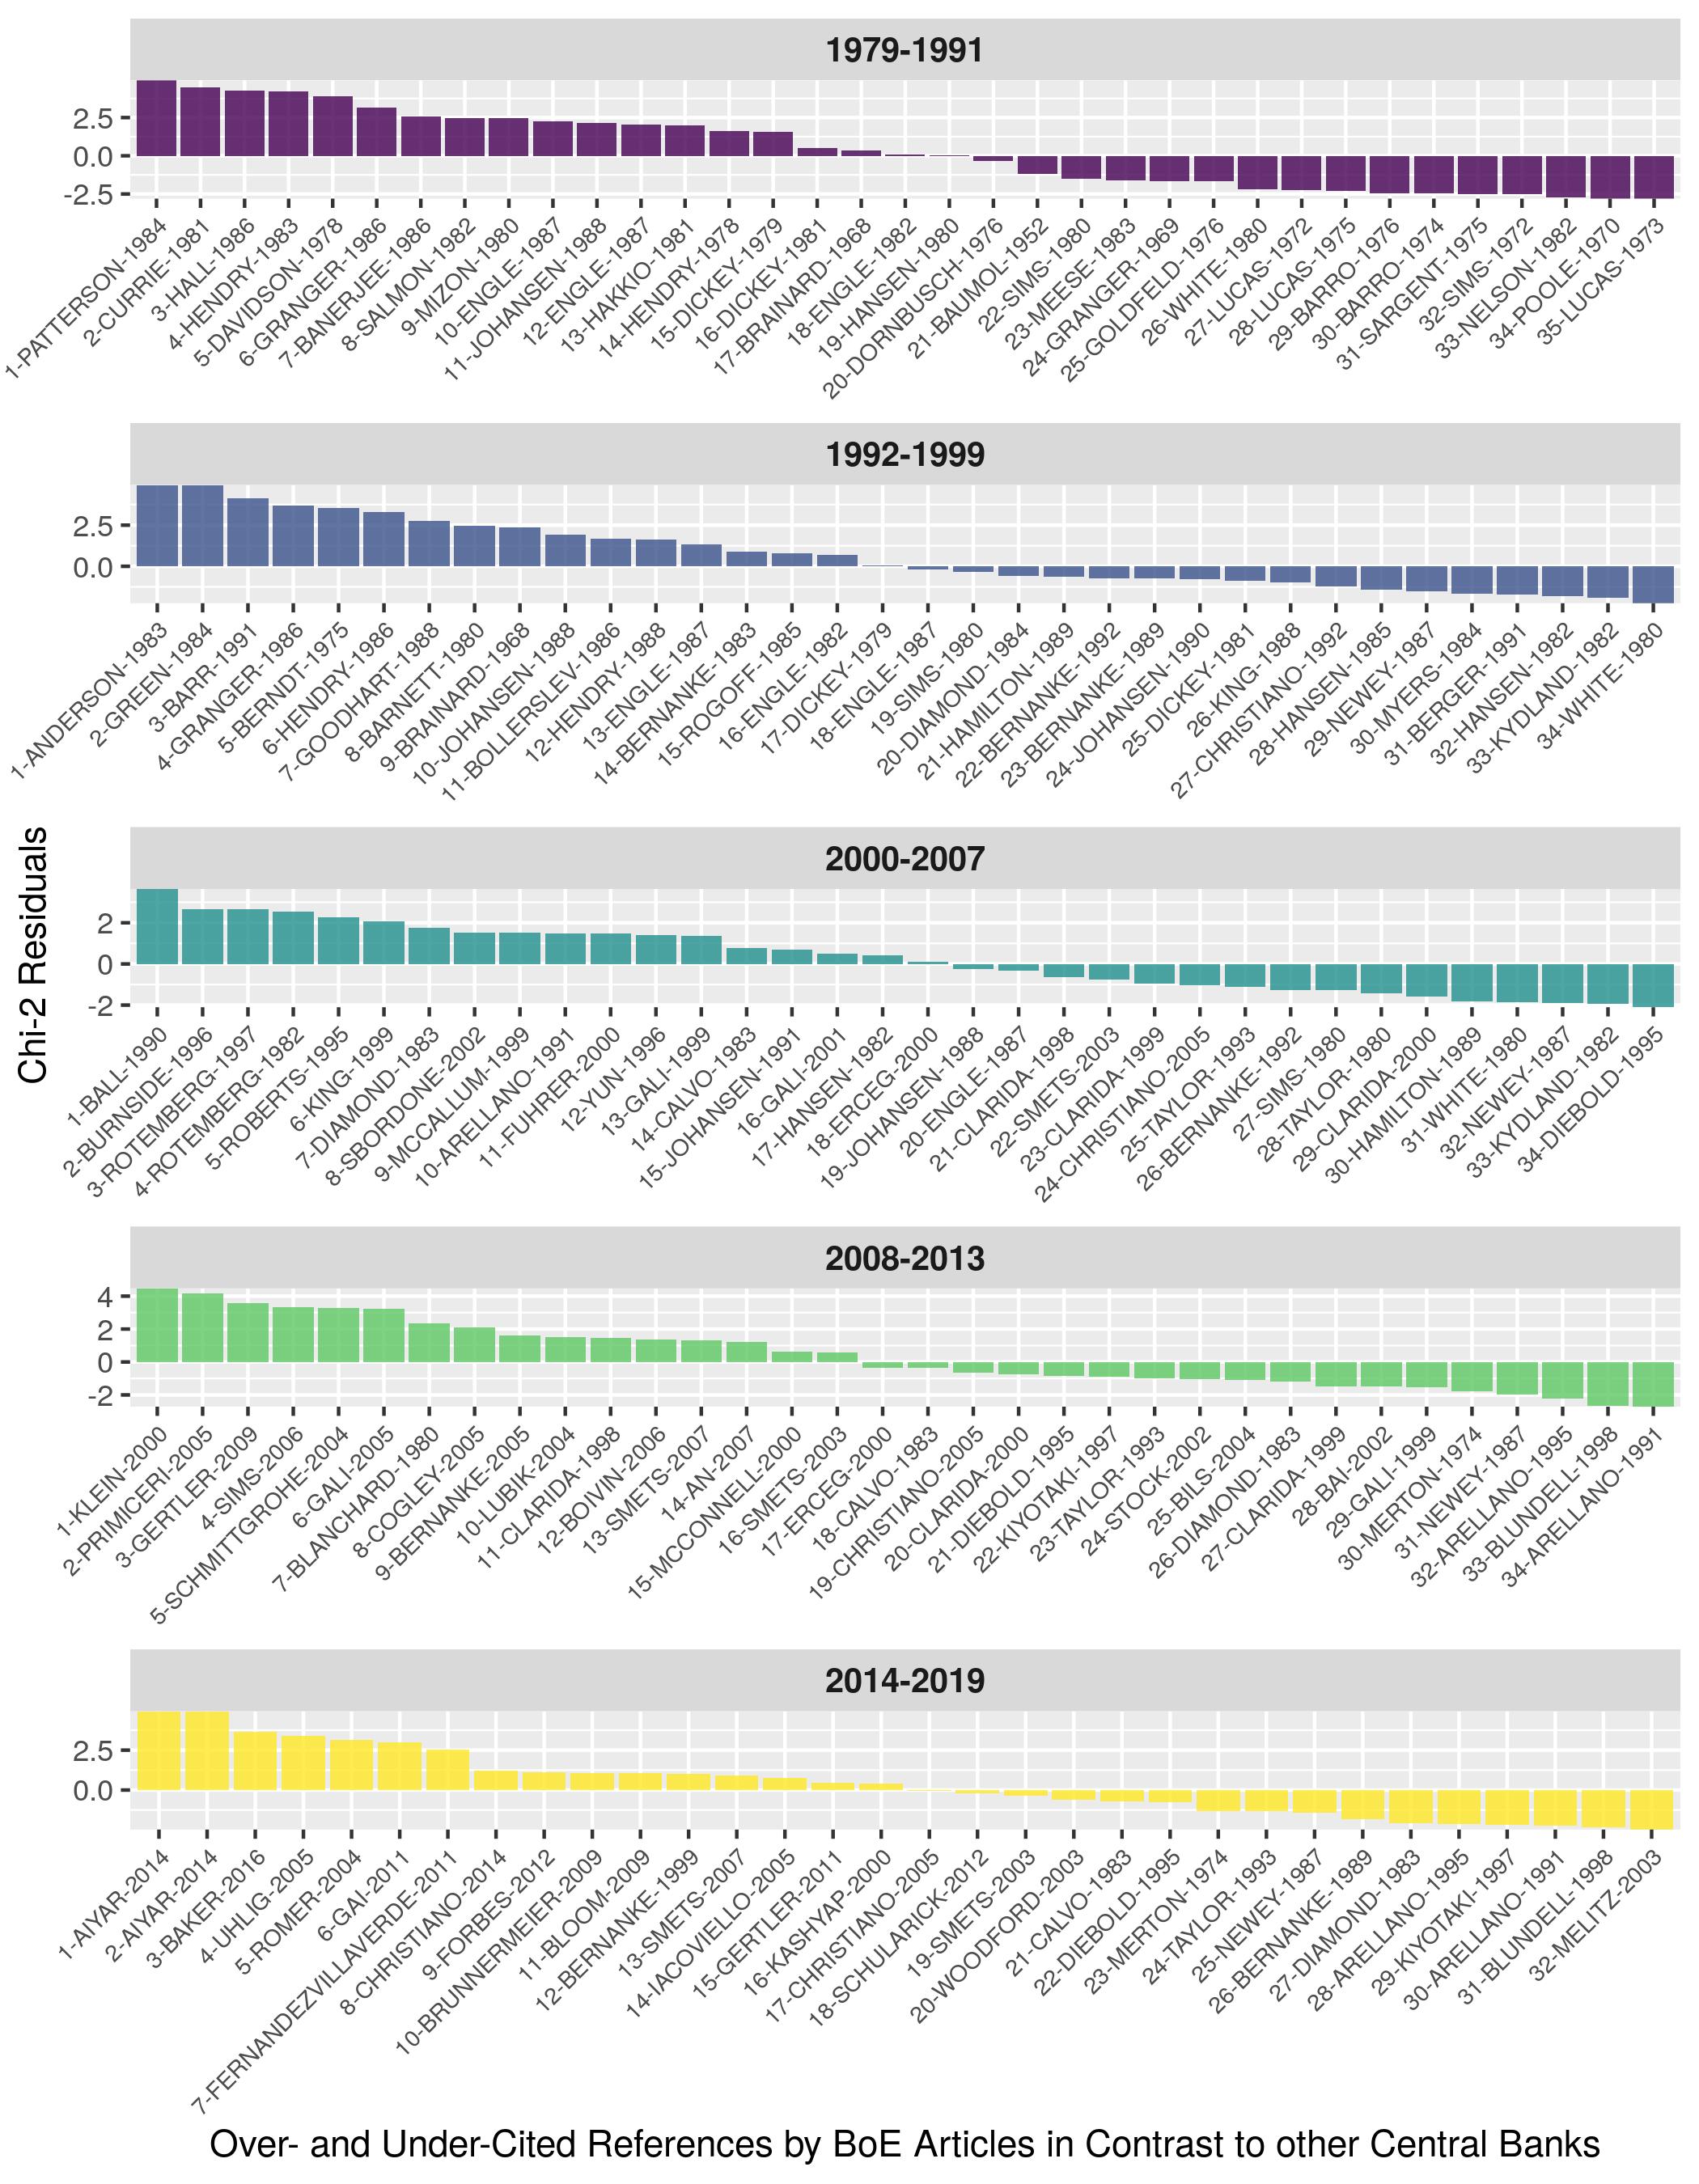 1979-1991
2.5
0.0
-2.5
1-PATTERSON-1984
2-CURRIE-1981
3-HALL-1986
4-HENDRY-1983
5-DAVIDSON-1978
6-GRANGER-1986
7-BANERJEE-1986
8-SALMON-1982
9-MIZON-1980
10-ENGLE-1987
11-JOHANSEN-1988
12-ENGLE-1987
13-HAKKIO-1981
14-HENDRY-1978
15-DICKEY-1979
16-DICKEY-1981
17-BRAINARD-1968
18-ENGLE-1982
19-HANSEN-1980
20-DORNBUSCH-1976
21-BAUMOL-1952
22-SIMS-1980
23-MEESE-1983
24-GRANGER-1969
25-GOLDFELD-1976
26-WHITE-1980
27-LUCAS-1972
28-LUCAS-1975
29-BARRO-1976
30-BARRO-1974
31-SARGENT-1975
32-SIMS-1972
33-NELSON-1982
34-POOLE-1970
35-LUCAS-1973
1992-1999
2.5
0.0
1-ANDERSON-1983
2-GREEN-1984
3-BARR-1991
4-GRANGER-1986
5-BERNDT-1975
6-HENDRY-1986
7-GOODHART-1988
8-BARNETT-1980
9-BRAINARD-1968
10-JOHANSEN-1988
11-BOLLERSLEV-1986
12-HENDRY-1988
13-ENGLE-1987
14-BERNANKE-1983
15-ROGOFF-1985
16-ENGLE-1982
17-DICKEY-1979
18-ENGLE-1987
19-SIMS-1980
20-DIAMOND-1984
21-HAMILTON-1989
22-BERNANKE-1992
23-BERNANKE-1989
24-JOHANSEN-1990
25-DICKEY-1981
26-KING-1988
27-CHRISTIANO-1992
28-HANSEN-1985
29-NEWEY-1987
30-MYERS-1984
31-BERGER-1991
32-HANSEN-1982
33-KYDLAND-1982
34-WHITE-1980
Chi-2 Residuals
2000-2007
2
0
-2
1-BALL-1990
2-BURNSIDE-1996
3-ROTEMBERG-1997
4-ROTEMBERG-1982
5-ROBERTS-1995
6-KING-1999
7-DIAMOND-1983
8-SBORDONE-2002
9-MCCALLUM-1999
10-ARELLANO-1991
11-FUHRER-2000
12-YUN-1996
13-GALI-1999
14-CALVO-1983
15-JOHANSEN-1991
16-GALI-2001
17-HANSEN-1982
18-ERCEG-2000
19-JOHANSEN-1988
20-ENGLE-1987
21-CLARIDA-1998
22-SMETS-2003
23-CLARIDA-1999
24-CHRISTIANO-2005
25-TAYLOR-1993
26-BERNANKE-1992
27-SIMS-1980
28-TAYLOR-1980
29-CLARIDA-2000
30-HAMILTON-1989
31-WHITE-1980
32-NEWEY-1987
33-KYDLAND-1982
34-DIEBOLD-1995
2008-2013
4
2
0
-2
1-KLEIN-2000
2-PRIMICERI-2005
3-GERTLER-2009
4-SIMS-2006
5-SCHMITTGROHE-2004
6-GALI-2005
7-BLANCHARD-1980
8-COGLEY-2005
9-BERNANKE-2005
10-LUBIK-2004
11-CLARIDA-1998
12-BOIVIN-2006
13-SMETS-2007
14-AN-2007
15-MCCONNELL-2000
16-SMETS-2003
17-ERCEG-2000
18-CALVO-1983
19-CHRISTIANO-2005
20-CLARIDA-2000
21-DIEBOLD-1995
22-KIYOTAKI-1997
23-TAYLOR-1993
24-STOCK-2002
25-BILS-2004
26-DIAMOND-1983
27-CLARIDA-1999
28-BAI-2002
29-GALI-1999
30-MERTON-1974
31-NEWEY-1987
32-ARELLANO-1995
33-BLUNDELL-1998
34-ARELLANO-1991
2014-2019
2.5
0.0
1-AIYAR-2014
2-AIYAR-2014
3-BAKER-2016
4-UHLIG-2005
5-ROMER-2004
6-GAI-2011
7-FERNANDEZVILLAVERDE-2011
8-CHRISTIANO-2014
9-FORBES-2012
10-BRUNNERMEIER-2009
11-BLOOM-2009
12-BERNANKE-1999
13-SMETS-2007
14-IACOVIELLO-2005
15-GERTLER-2011
16-KASHYAP-2000
17-CHRISTIANO-2005
18-SCHULARICK-2012
19-SMETS-2003
20-WOODFORD-2003
21-CALVO-1983
22-DIEBOLD-1995
23-MERTON-1974
24-TAYLOR-1993
25-NEWEY-1987
26-BERNANKE-1989
27-DIAMOND-1983
28-ARELLANO-1995
29-KIYOTAKI-1997
30-ARELLANO-1991
31-BLUNDELL-1998
32-MELITZ-2003
Over- and Under-Cited References by BoE Articles in Contrast to other Central Banks